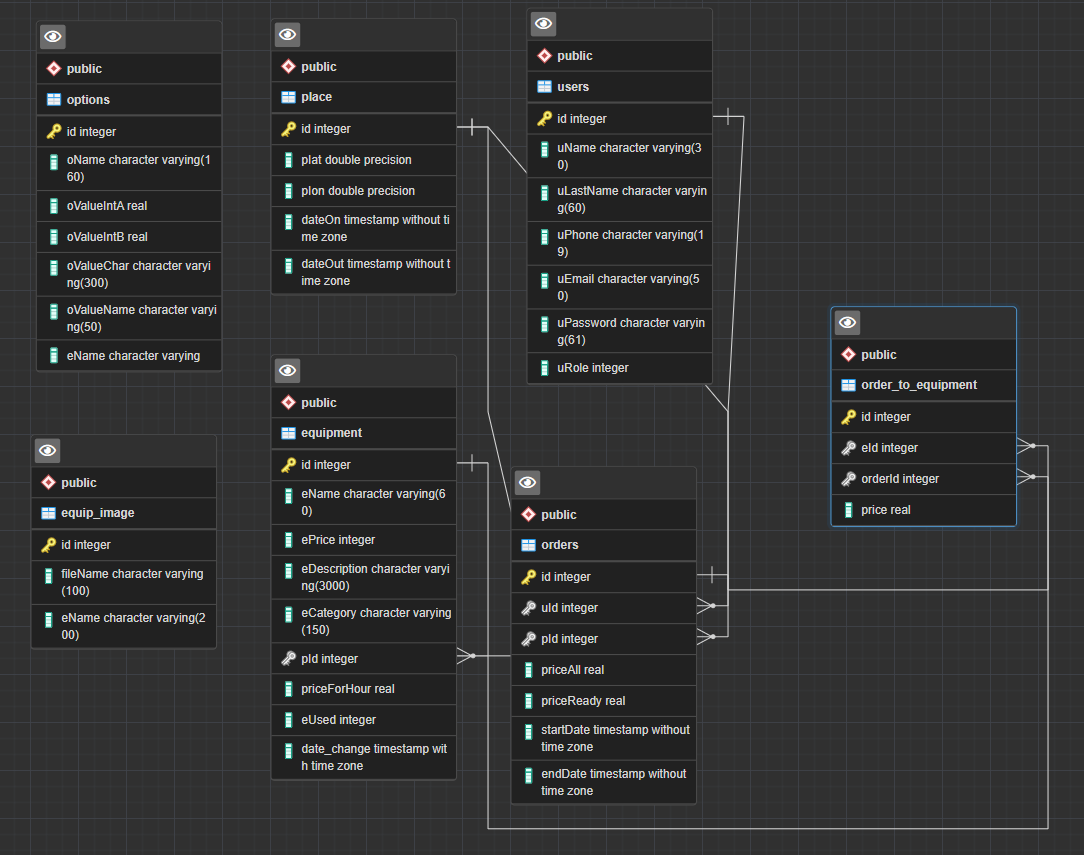 public
options
id integer
oName character varying(1
60)
oValueIntA real
oValueIntB real
oValueChar character varyi
ng(300)
oValueName character varyi
ng(50)
eName character varying
public
place
id integer
plat double precision
plon double precision
dateOn timestamp without ti
me zone
dateOut timestamp without t
ime zone
public
users
id integer
uName character varying(3
0)
uLastName character varyin
g(60)
uPhone character varying(1
9)
uEmail character varying(5
0)
uPassword character varyin
g(61)
uRole integer
public
equip_image
id integer
fileName character varying
(100)
eName character varying(2
00)
public
equipment
id integer
eName character varying(6
0)
ePrice integer
eDescription character varyi
ng(3000)
eCategory character varying
(150)
pId integer
priceForHour real
eUsed integer
date_change timestamp wit
h time zone
public
orders
id integer
uId integer
pId integer
priceAll real
priceReady real
startDate timestamp without
time zone
endDate timestamp without
time zone
public
order_to_equipment
id integer
eId integer
orderId integer
price real